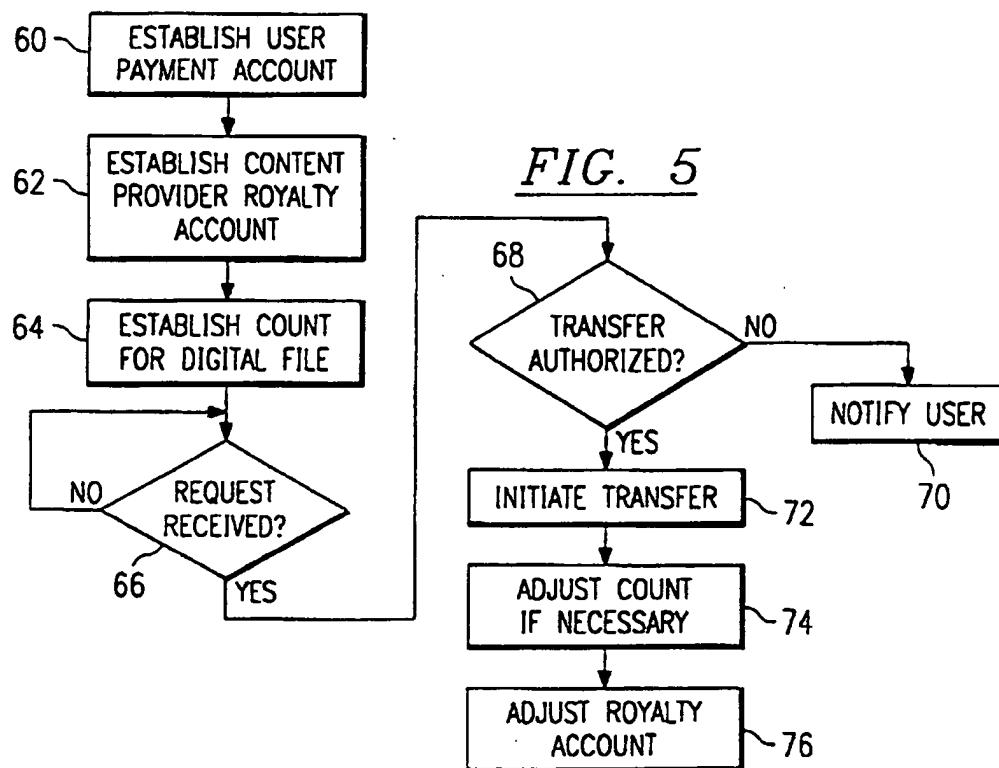 60
ESTABLISH USER
PAYMENT ACCOUNT
62
ESTABLISH CONTENT
PROVIDER ROYALTY
ACCOUNT
64
ESTABLISH COUNT
FOR DIGITAL FILE
NO
REQUEST
RECEIVED?
66
YES
FIG. 5
68
TRANSFER
AUTHORIZED?
NO
NOTIFY USER
70
YES
INITIATE TRANSFER
72
ADJUST COUNT
IF NECESSARY
74
ADJUST ROYALTY
ACCOUNT
76